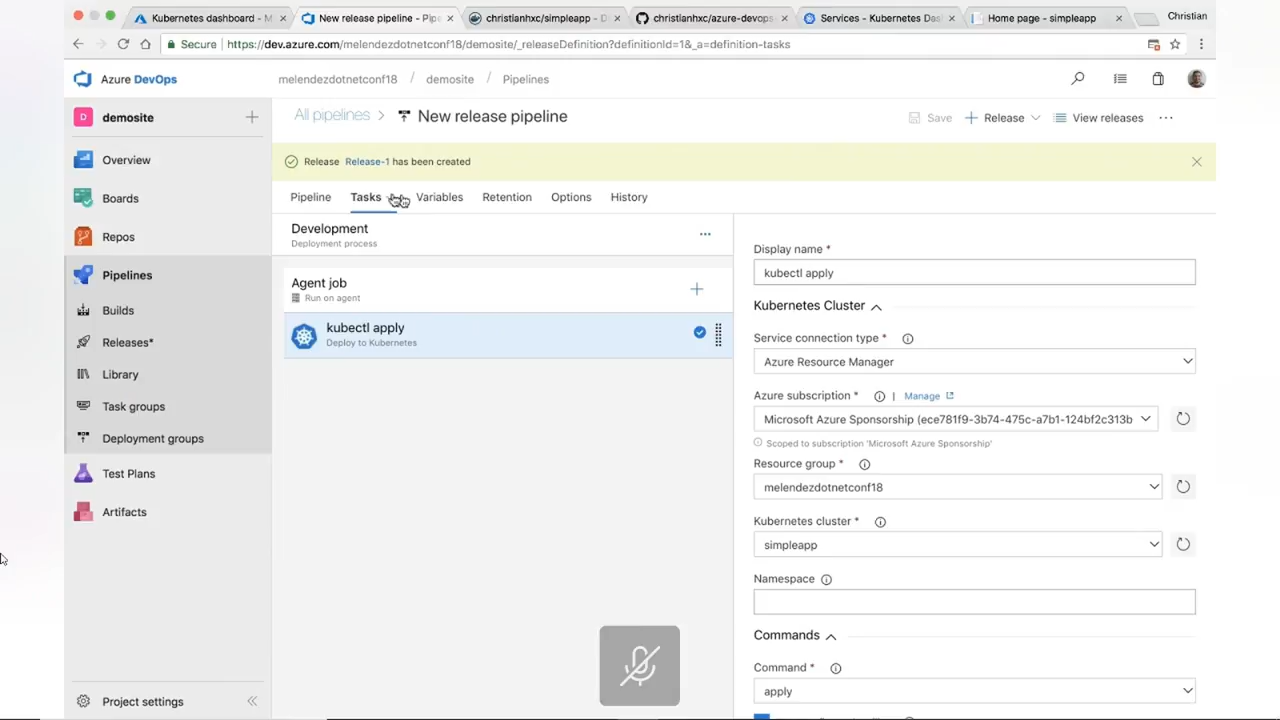 Kubernetes dashboard - M
New release pipeline - Pip
christianhxc/simpleapp - D
christianhxc/azure-devops
Services - Kubernetes Das
Home page - simpleapp
Christian
Secure
https://dev.azure.com/melendezdotnetconf18/demosite/_releaseDefinition?definitionId=1&_a=definition-tasks
Azure DevOps
melendezdotnetconf18 / demosite / Pipelines
D demosite
All pipelines > New release pipeline
Save
Release
View releases
Release Release-1 has been created
Overview
Boards
Repos
Pipelines
Builds
Releases*
Library
Task groups
Deployment groups
Test Plans
Artifacts
Project settings
Pipeline
Tasks
Variables
Retention
Options
History
Development
Deployment process
Agent job
Run on agent
kubectl apply
Deploy to Kubernetes
Display name *
kubectl apply
Kubernetes Cluster
Service connection type *
Azure Resource Manager
Azure subscription * | Manage
Microsoft Azure Sponsorship (ece781f9-3b74-475c-a7b1-124bf2c313b
Scoped to subscription 'Microsoft Azure Sponsorship'
Resource group *
melendezdotnetconf18
Kubernetes cluster *
simpleapp
Namespace
Commands
Command *
apply